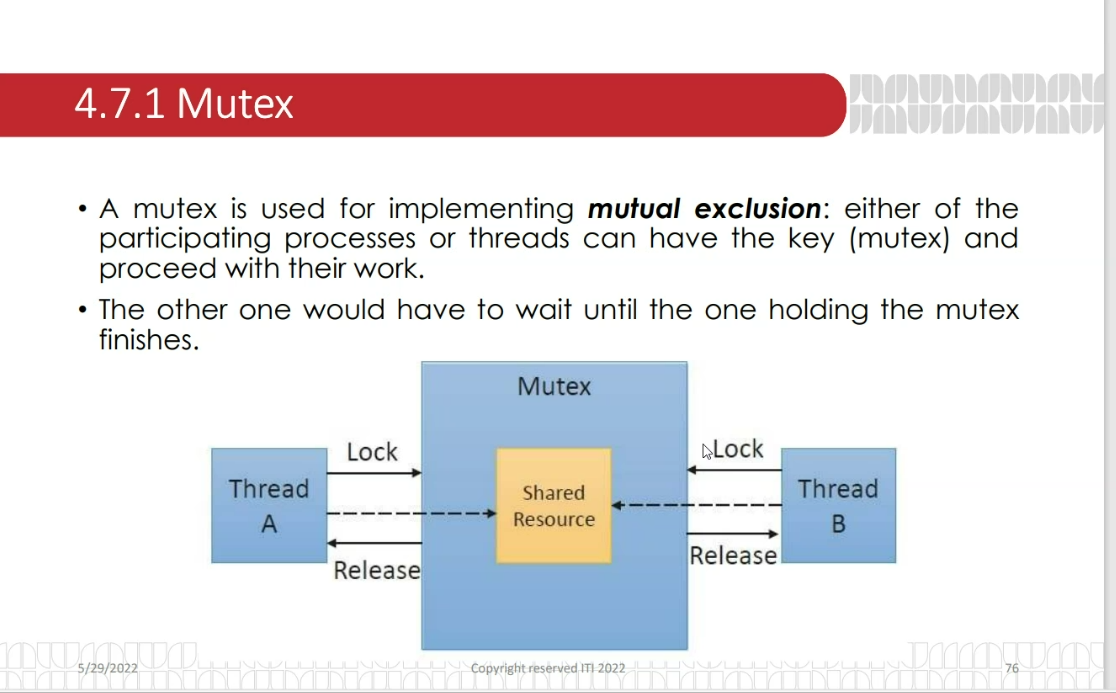 4.7.1 Mutex
• A mutex is used for implementing mutual exclusion: either of the
participating processes or threads can have the key (mutex) and
proceed with their work.
• The other one would have to wait until the one holding the mutex
finishes.
Mutex
Lock
Lock
Thread
A
Shared
Resource
Thread
B
Release
Release
5/29/2022
Copyright reserved ITI 2022
76